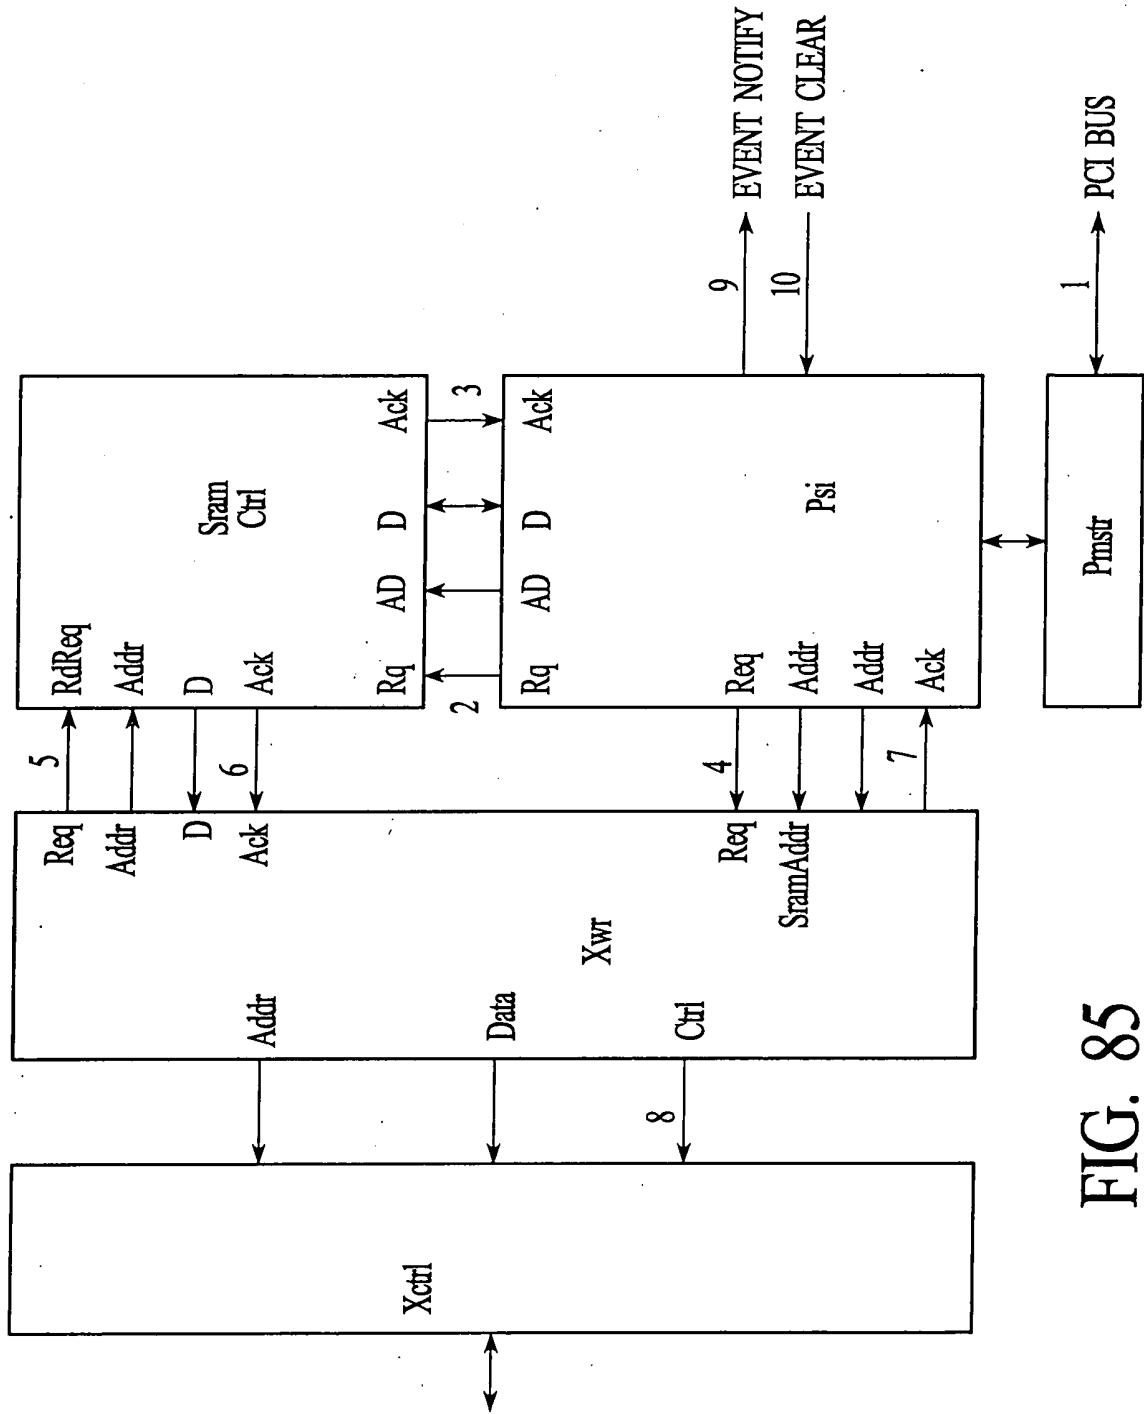 Xctrl
Addr
Data
8
Ctrl
Xwr
Req
Addr
D
Ack
Req
SramAddr
5
6
4
7
RdReq
Addr
D
Ack
Sram
Ctrl
Rq AD D Ack
2 3
Rq AD D Ack
Req
Addr
Addr
Ack
Psi
9
EVENT NOTIFY
10
EVENT CLEAR
Pmstr
1
PCI BUS
FIG. 85